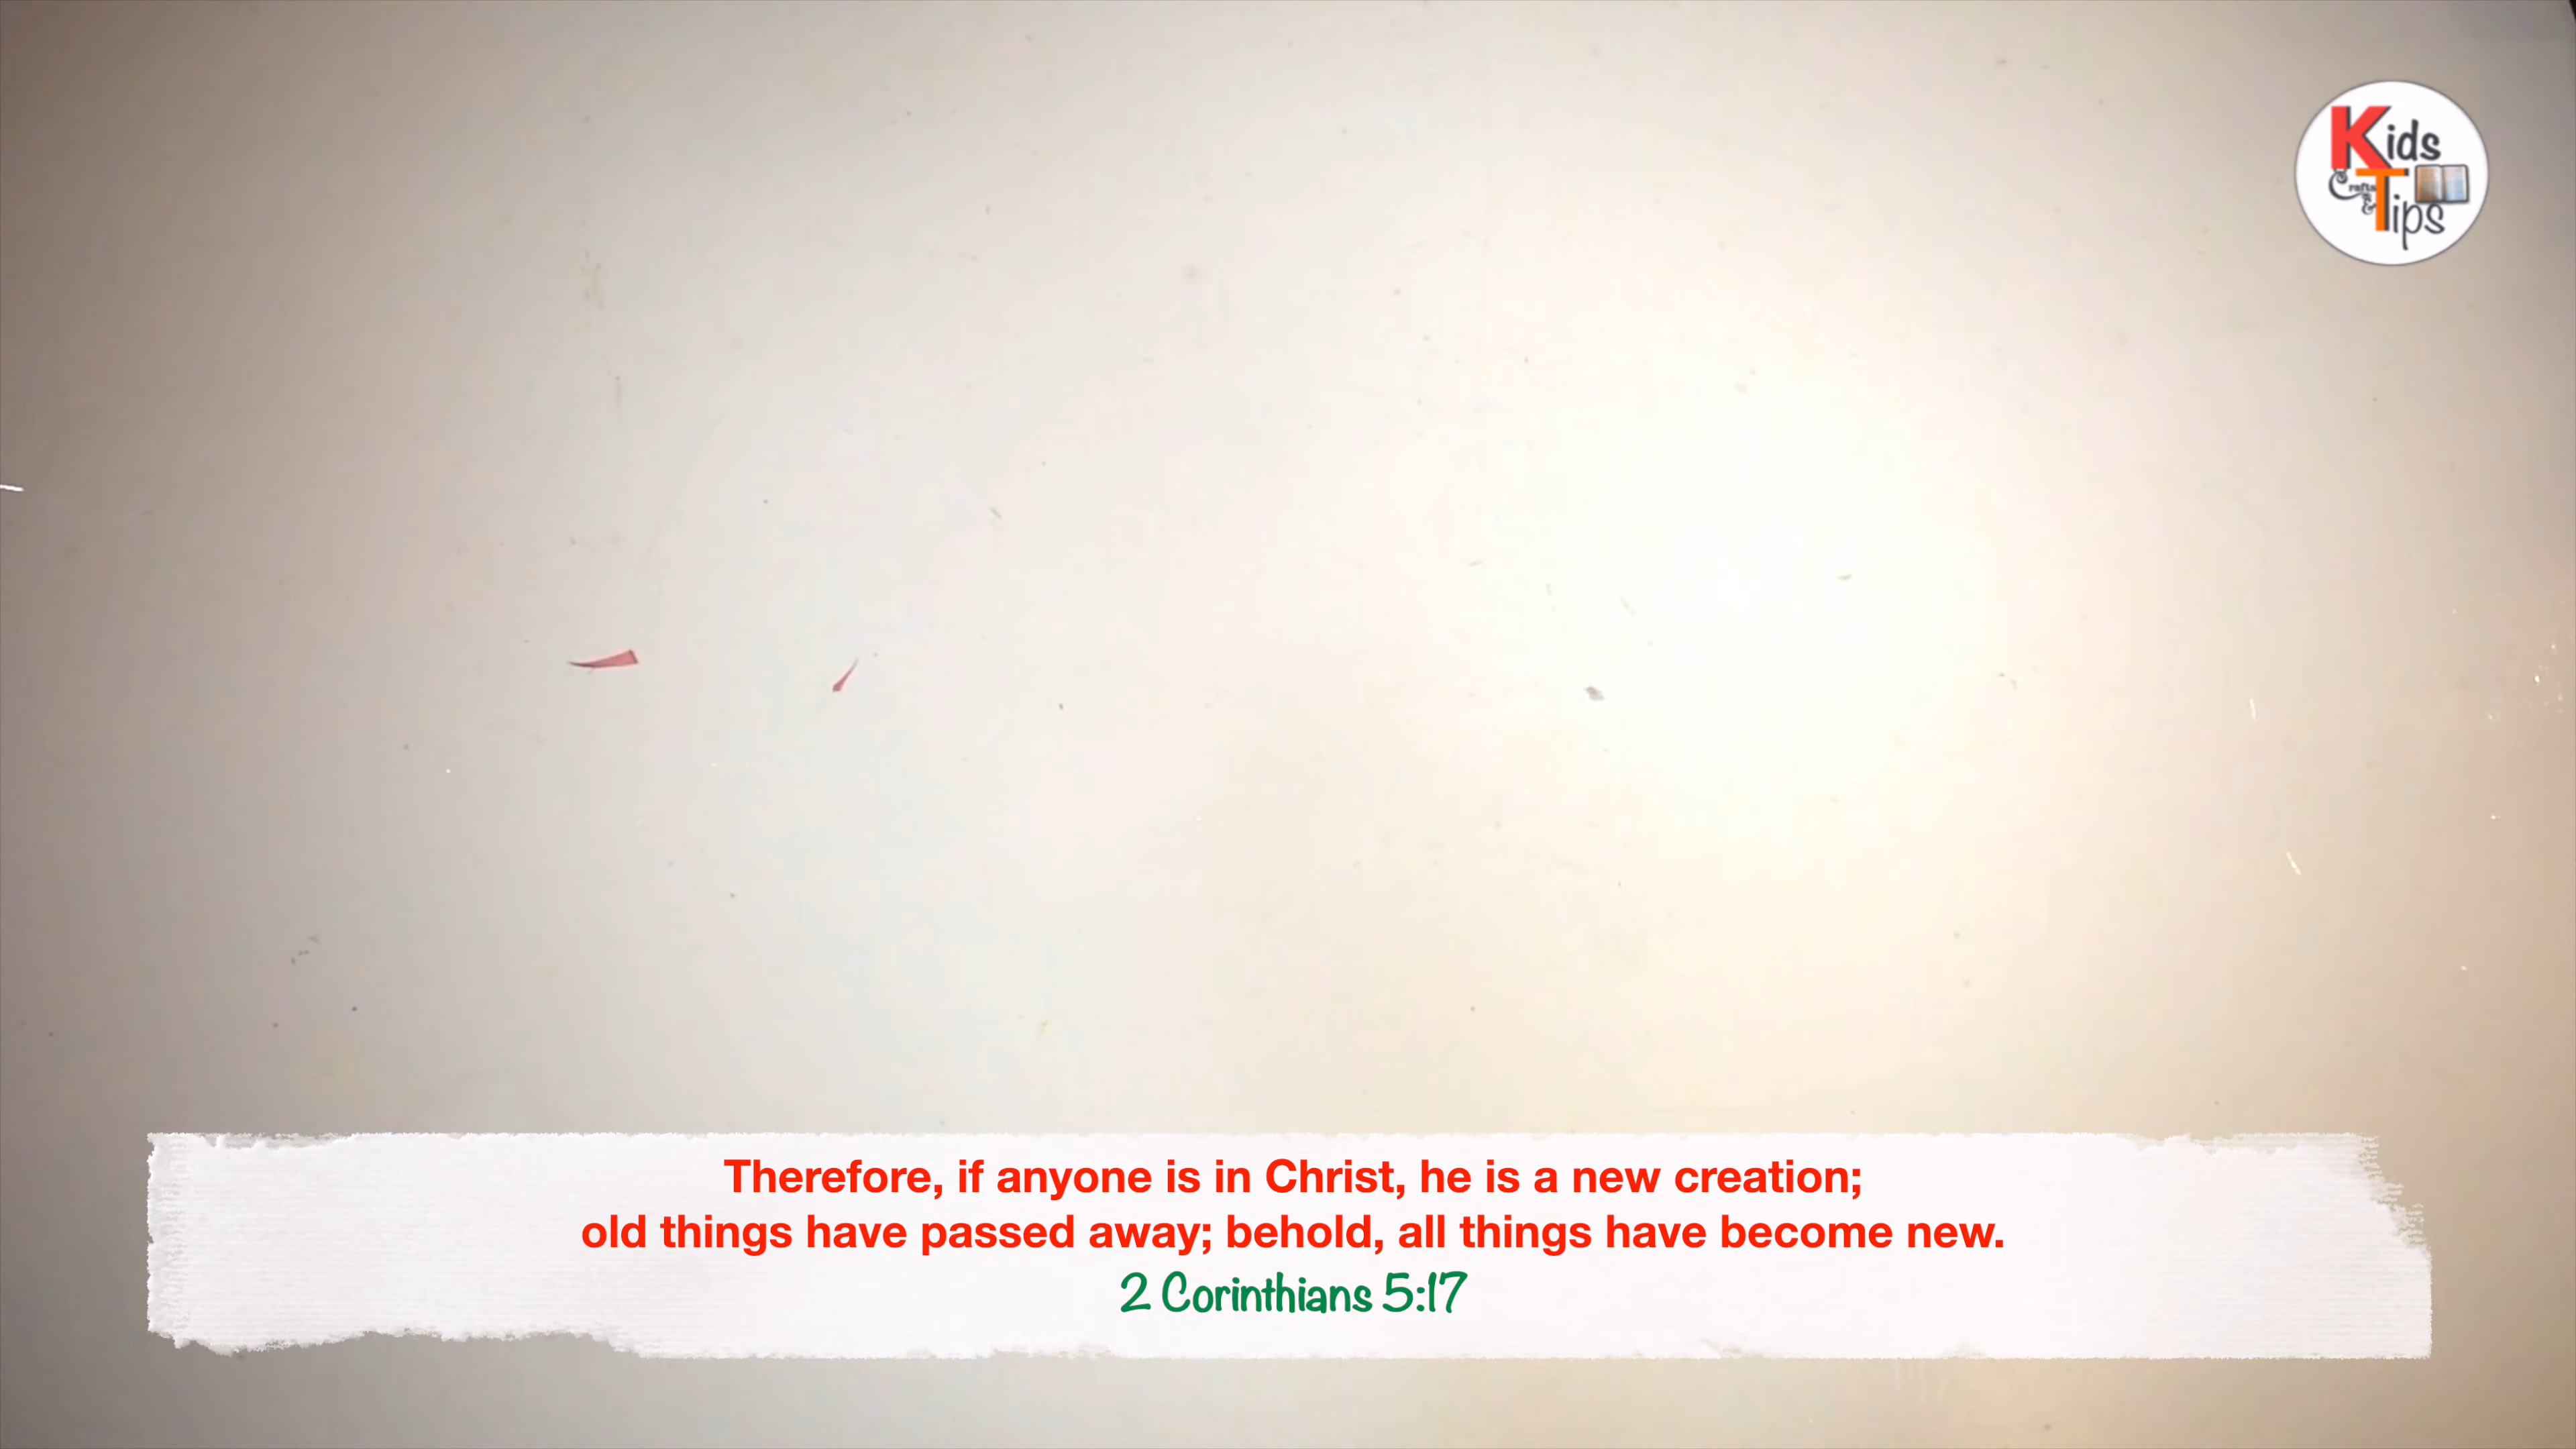 Kids
Crafts
&
Tips
Therefore, if anyone is in Christ, he is a new creation;
old things have passed away; behold, all things have become new.
2 Corinthians 5:17